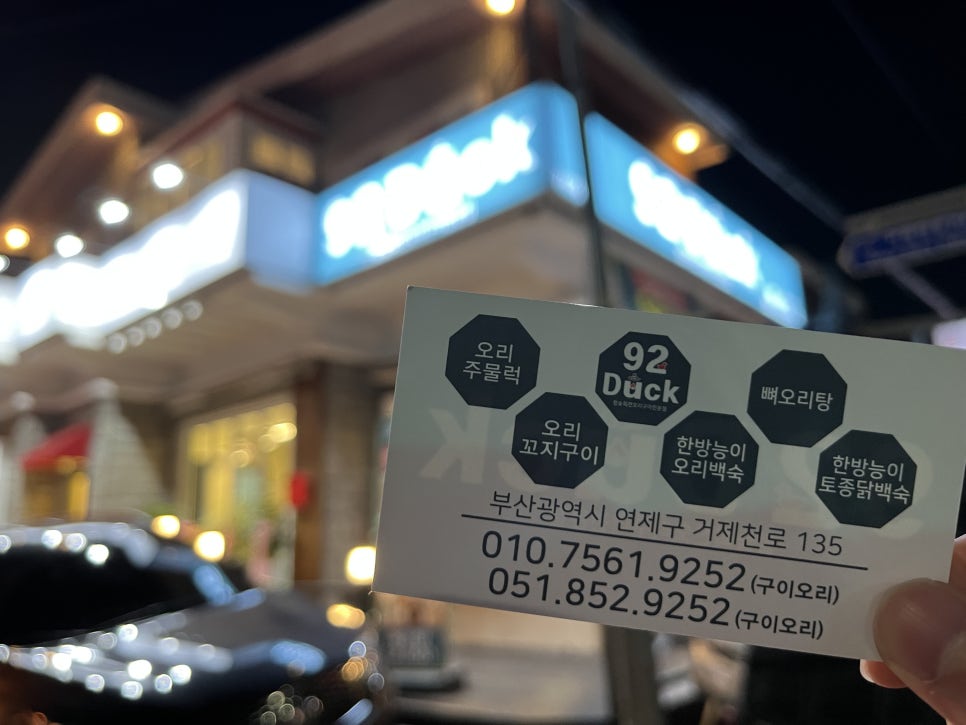 오리
주물럭
92
Duck
뼈오리탕
오리
꼬지구이
한방능이
오리백숙
한방능이
토종닭백숙
부산광역시 연제구 거제천로 135
010.7561.9252 (구이오리)
051.852.9252 (구이오리)